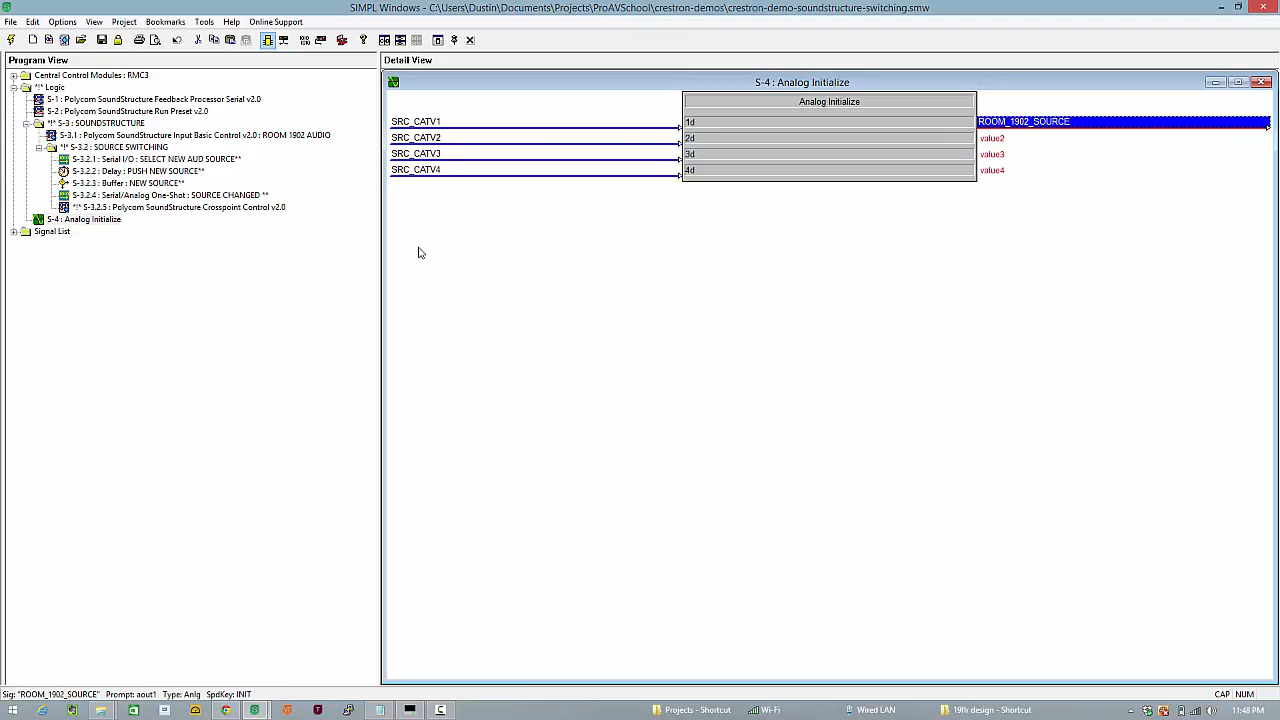 SIMPL Windows - C:\Users\Dustin\Documents\Projects\ProAVSchool\crestron-demos\crestron-demo-soundstructure-switching.smw
File Edit Options View Project Bookmarks Tools Help Online Support
Program View
Detail View
Central Control Modules : RMC3
*!* Logic
S-1 : Polycom SoundStructure Feedback Processor Serial v2.0
S-2 : Polycom SoundStructure Run Preset v2.0
*!* S-3 : SOUNDSTRUCTURE
S-3.1 : Polycom SoundStructure Input Basic Control v2.0 : ROOM 1902 AUDIO
*!* S-3.2 : SOURCE SWITCHING
S-3.2.1 : Serial I/O : SELECT NEW AUD SOURCE**
S-3.2.2 : Delay : PUSH NEW SOURCE**
S-3.2.3 : Buffer : NEW SOURCE**
S-3.2.4 : Serial/Analog One-Shot : SOURCE CHANGED **
*!* S-3.2.5 : Polycom SoundStructure Crosspoint Control v2.0
S-4 : Analog Initialize
Signal List
S-4 : Analog Initialize
Analog Initialize
SRC_CATV1 1d ROOM_1902_SOURCE
SRC_CATV2 2d value2
SRC_CATV3 3d value3
SRC_CATV4 4d value4
Sig: "ROOM_1902_SOURCE" Prompt: aout1 Type: Anlg SpdKey: INIT
CAP NUM
Projects - Shortcut Wi-Fi Wired LAN 19flr design - Shortcut 11:48 PM